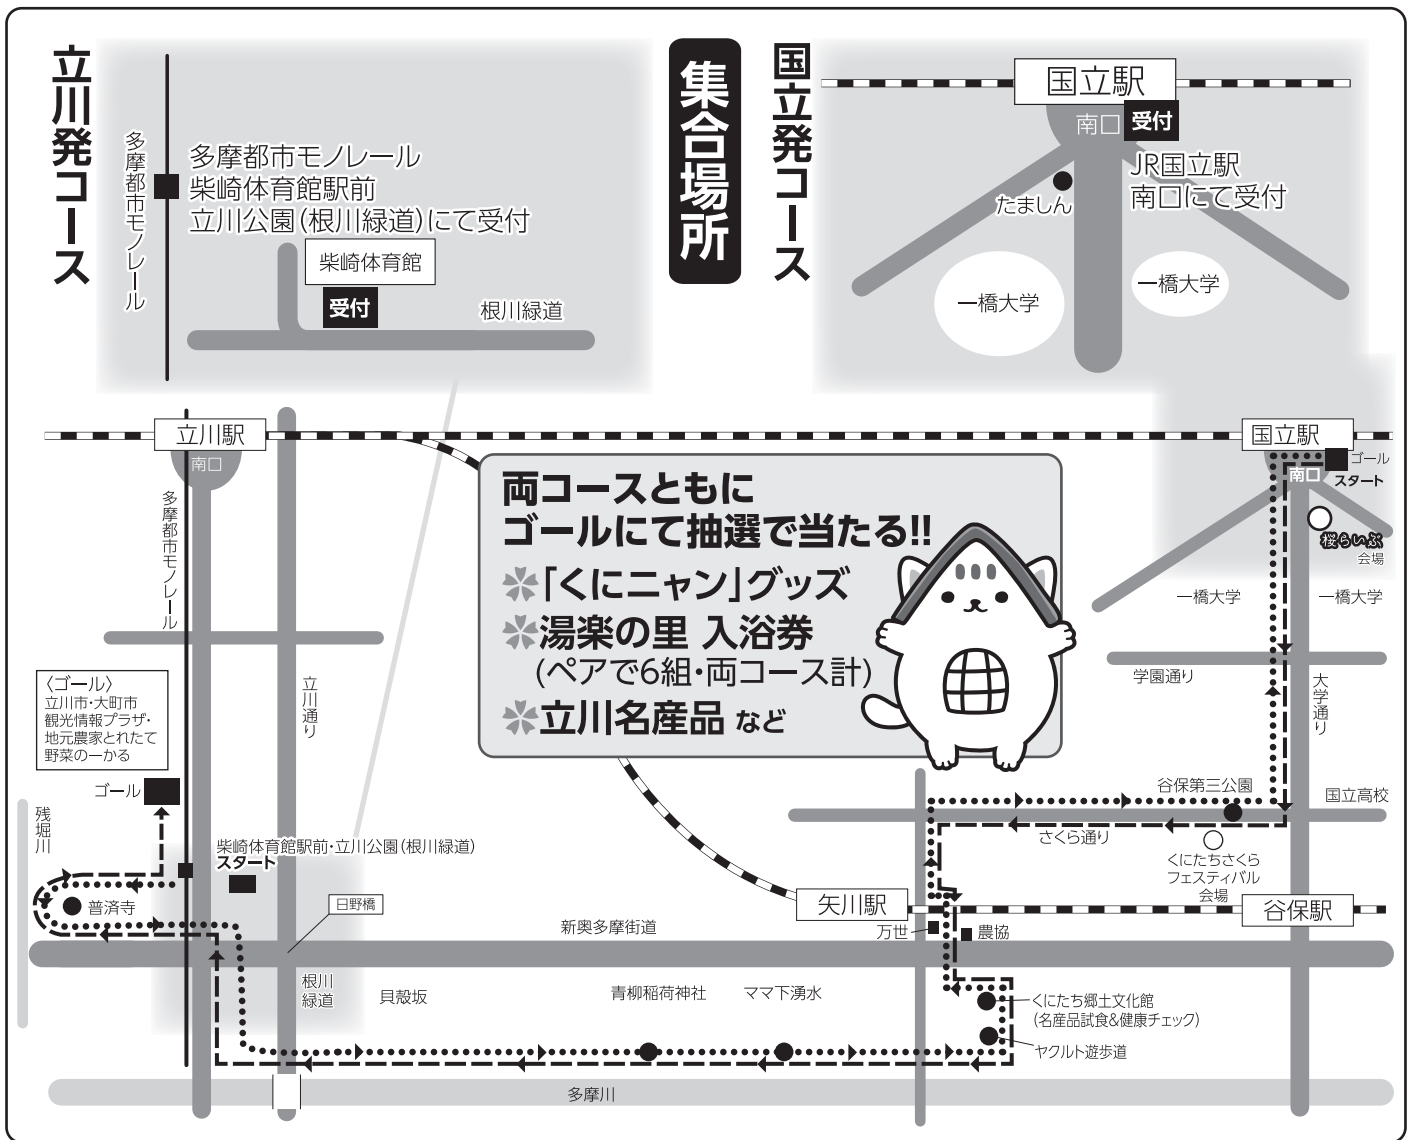 立川発コース
多摩都市モノレール
多摩都市モノレール
柴崎体育館駅前
立川公園(根川緑道)にて受付
柴崎体育館
受付
根川緑道
集合場所
国立発コース
国立駅
南口
受付
JR国立駅
南口にて受付
たましん
一橋大学
一橋大学
立川駅
南口
多摩都市モノレール
立川通り
国立駅
南口
ゴール
スタート
桜らいぶ
会場
一橋大学
一橋大学
学園通り
大学通り
両コースともに
ゴールにて抽選で当たる!!
「くにニャン」グッズ
湯楽の里 入浴券
(ペアで6組・両コース計)
立川名産品 など
〈ゴール〉
立川市・大町市
観光情報プラザ・
地元農家とれたて
野菜のーかる
ゴール
残堀川
柴崎体育館駅前・立川公園(根川緑道)
スタート
普済寺
日野橋
谷保第三公園
国立高校
さくら通り
くにたちさくら
フェスティバル
会場
矢川駅
谷保駅
万世
農協
新奥多摩街道
根川
緑道
貝殻坂
青柳稲荷神社
ママ下湧水
くにたち郷土文化館
(名産品試食&健康チェック)
ヤクルト遊歩道
多摩川